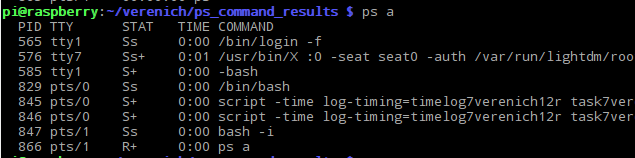 pi@raspberry:~/verenich/ps_command_results $ ps a
  PID TTY      STAT   TIME COMMAND
  565 tty1     Ss     0:00 /bin/login -f
  576 tty7     Ss+    0:01 /usr/bin/X :0 -seat seat0 -auth /var/run/lightdm/roo
  585 tty1     S+     0:00 -bash
  829 pts/0    Ss     0:00 /bin/bash
  845 pts/0    S+     0:00 script -time log-timing=timelog7verenich12r task7ver
  846 pts/0    S+     0:00 script -time log-timing=timelog7verenich12r task7ver
  847 pts/1    Ss     0:00 bash -i
  866 pts/1    R+     0:00 ps a